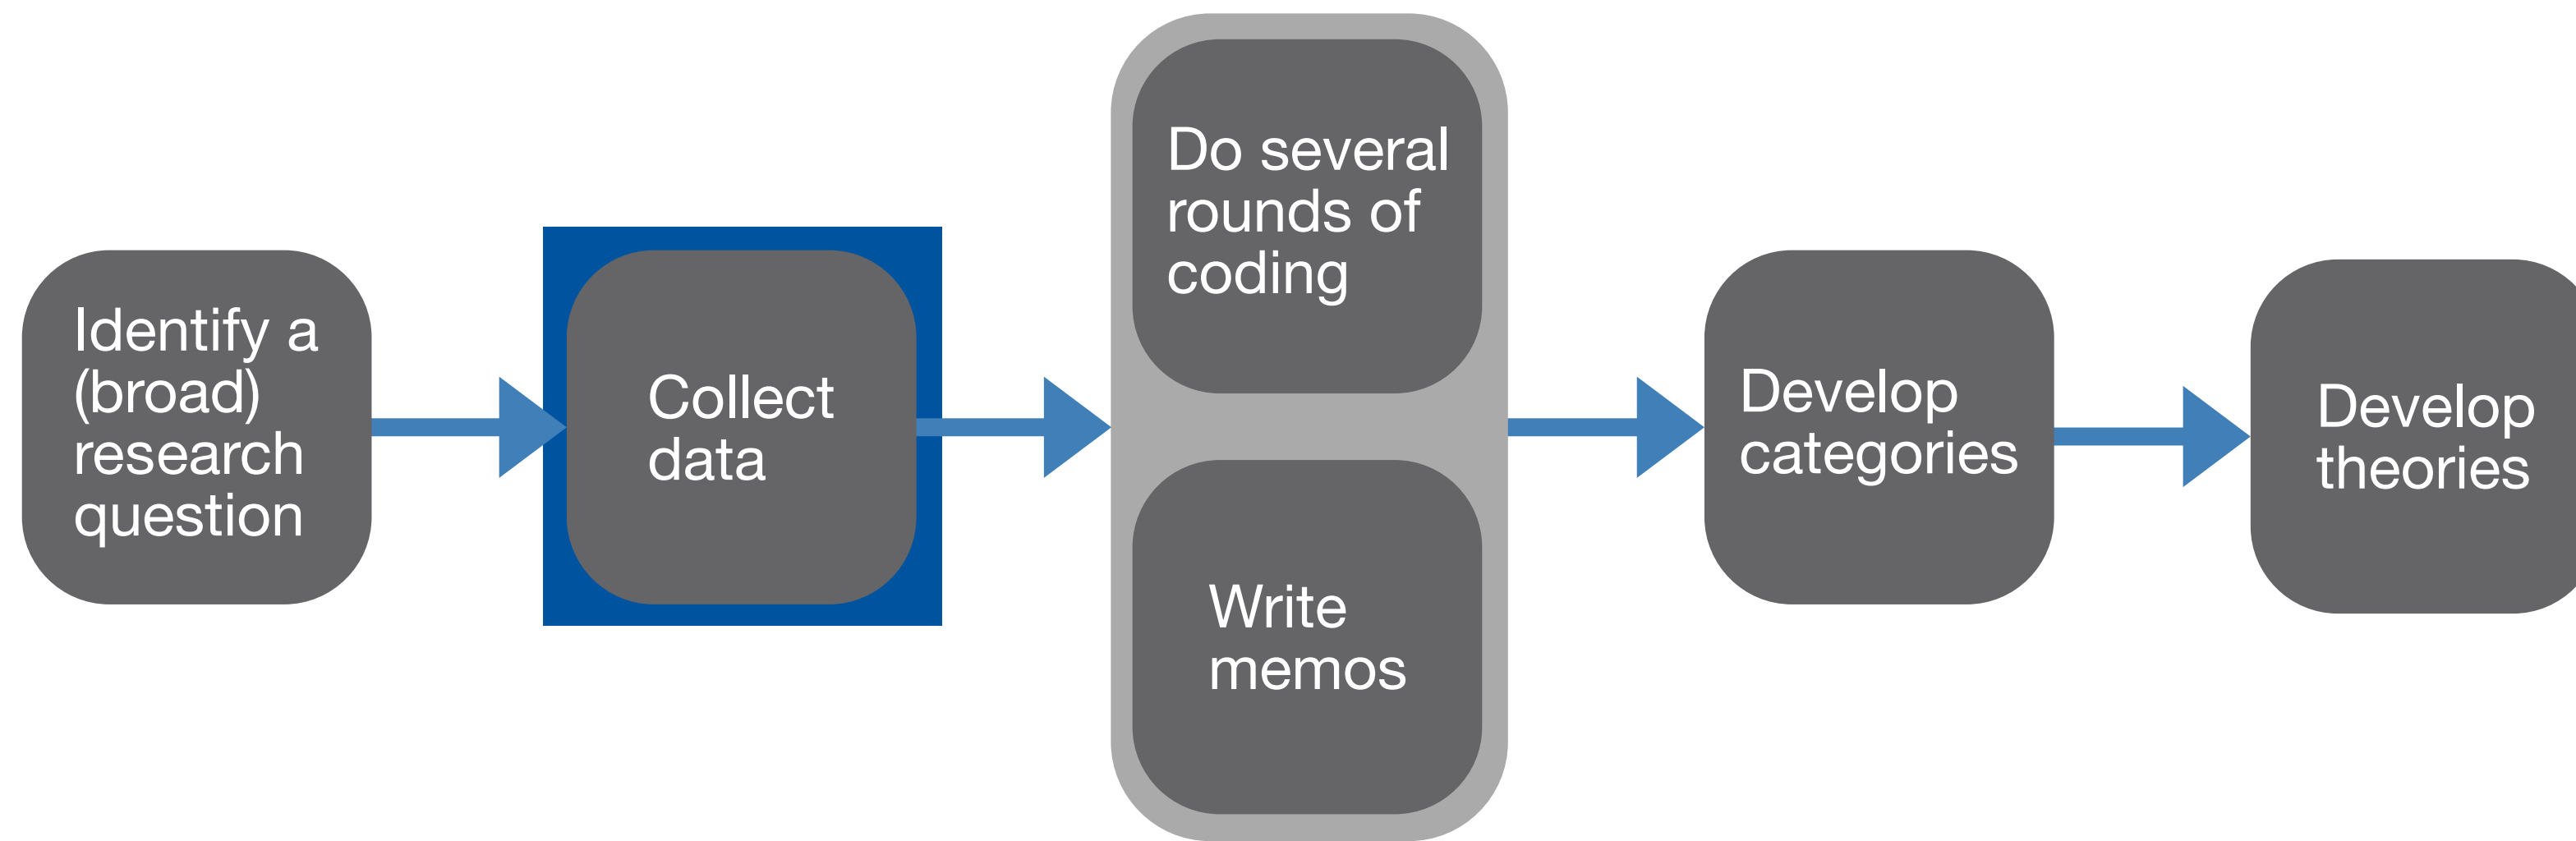 Identify a
(broad)
research
question
Collect
data
Do several
rounds of
coding
Write
memos
Develop
categories
Develop
theories